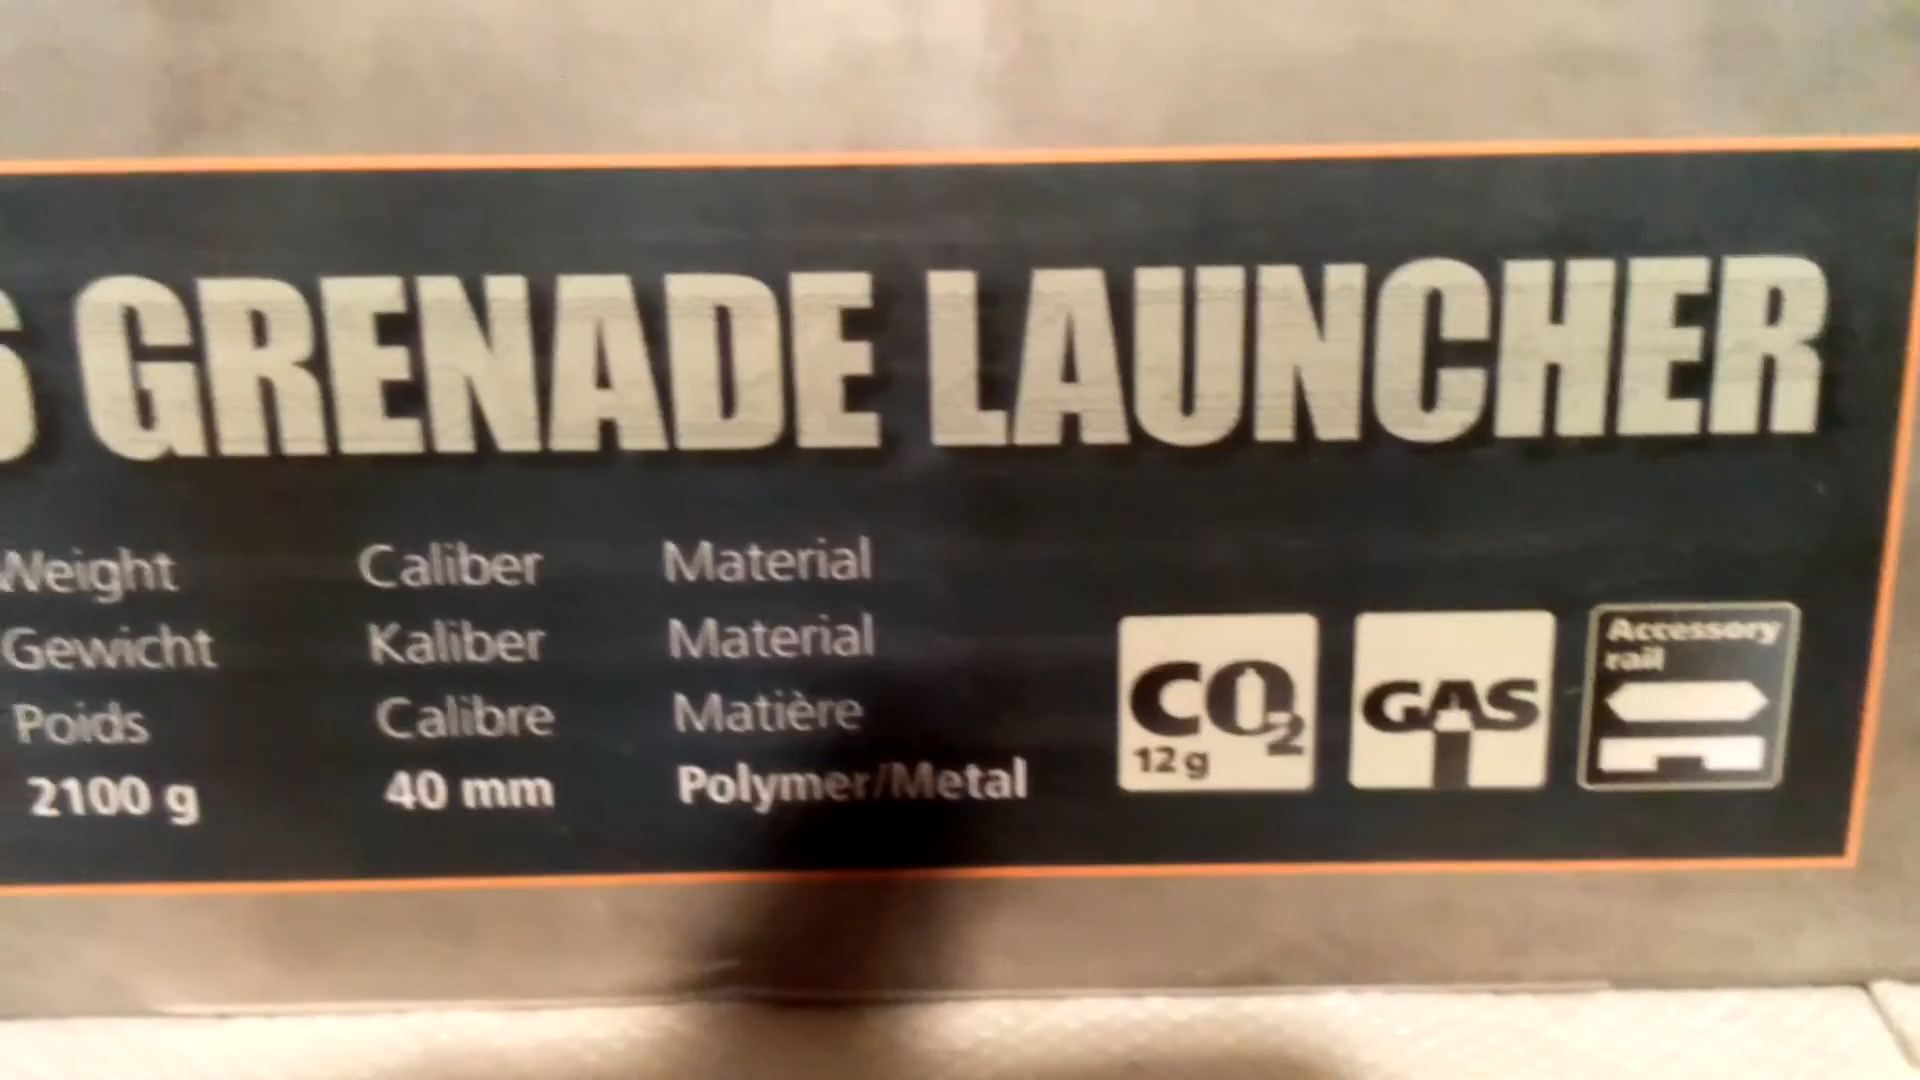 GRENADE LAUNCHER
Weight Caliber Material
Gewicht Kaliber Material
Poids Calibre Matière
2100 g 40 mm Polymer/Metal
CO2
12g
GAS
Accessory
rail